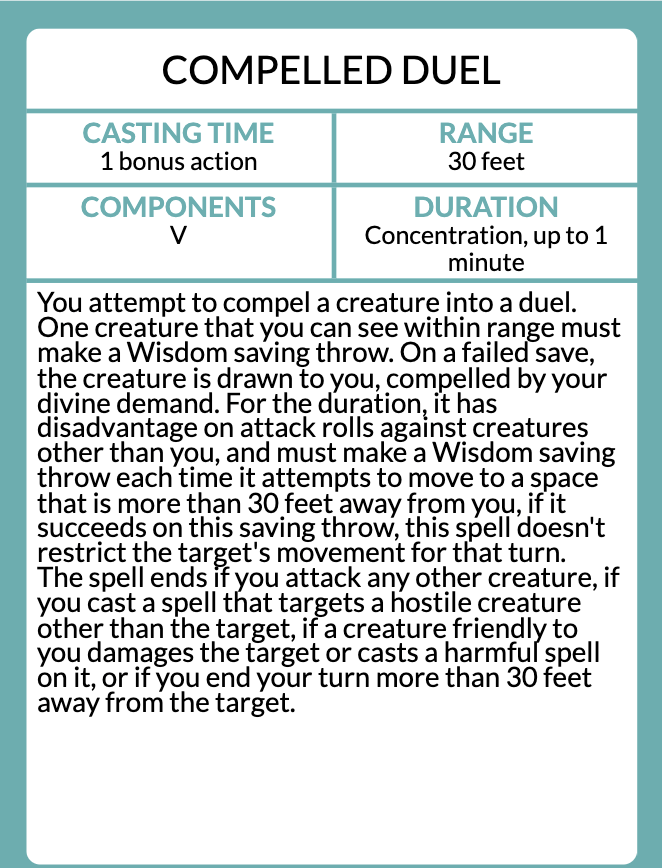 COMPELLED DUEL
CASTING TIME
1 bonus action
RANGE
30 feet
COMPONENTS
V
DURATION
Concentration, up to 1
minute
You attempt to compel a creature into a duel.
One creature that you can see within range must
make a Wisdom saving throw. On a failed save,
the creature is drawn to you, compelled by your
divine demand. For the duration, it has
disadvantage on attack rolls against creatures
other than you, and must make a Wisdom saving
throw each time it attempts to move to a space
that is more than 30 feet away from you, if it
succeeds on this saving throw, this spell doesn't
restrict the target's movement for that turn.
The spell ends if you attack any other creature, if
you cast a spell that targets a hostile creature
other than the target, if a creature friendly to
you damages the target or casts a harmful spell
on it, or if you end your turn more than 30 feet
away from the target.